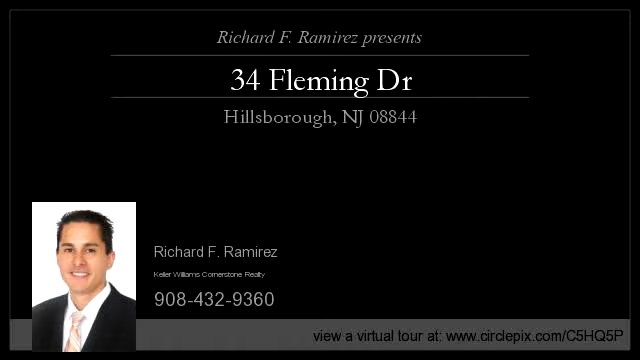 Richard F. Ramirez presents
34 Fleming Dr
Hillsborough, NJ 08844
Richard F. Ramirez
Keller Williams Cornerstone Realty
908-432-9360
view a virtual tour at: www.circlepix.com/C5HQ5P